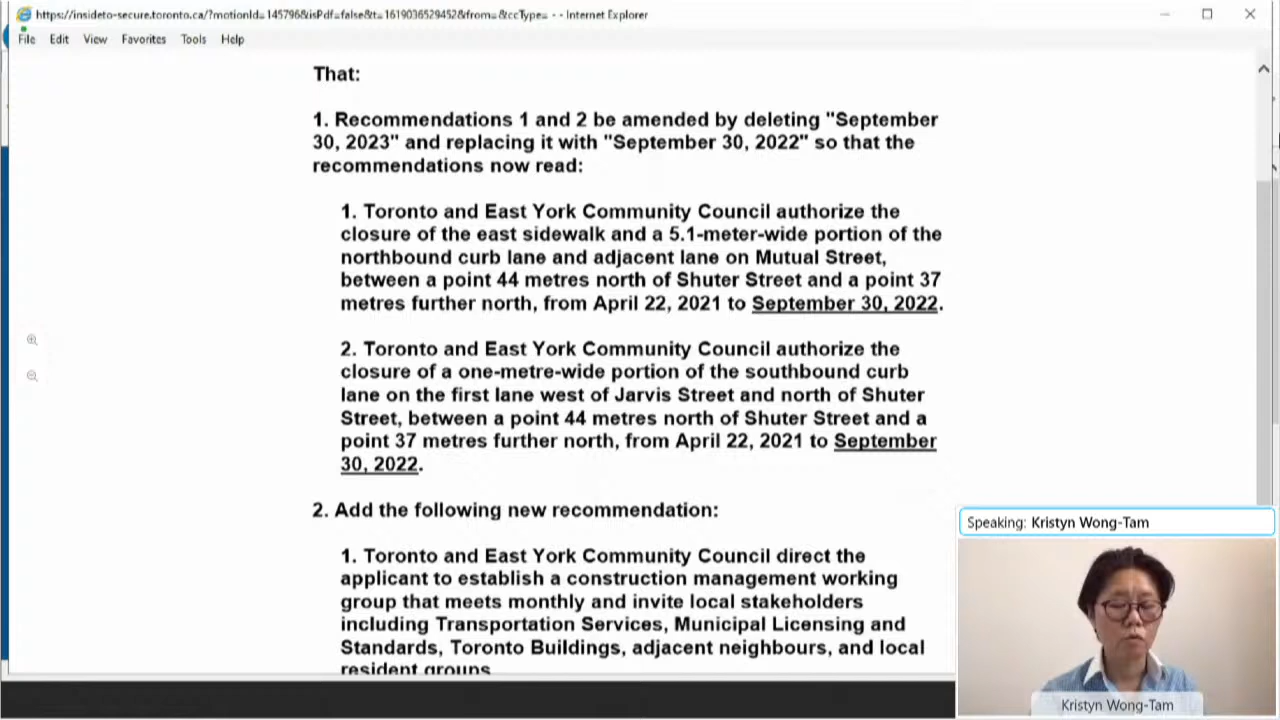 https://insideto-secure.toronto.ca/?motionId=145796&isPdf=false&t=1619036529452&from=&ccType= - - Internet Explorer
File Edit View Favorites Tools Help
That:
1. Recommendations 1 and 2 be amended by deleting "September
30, 2023" and replacing it with "September 30, 2022" so that the
recommendations now read:
1. Toronto and East York Community Council authorize the
closure of the east sidewalk and a 5.1-meter-wide portion of the
northbound curb lane and adjacent lane on Mutual Street,
between a point 44 metres north of Shuter Street and a point 37
metres further north, from April 22, 2021 to September 30, 2022.
2. Toronto and East York Community Council authorize the
closure of a one-metre-wide portion of the southbound curb
lane on the first lane west of Jarvis Street and north of Shuter
Street, between a point 44 metres north of Shuter Street and a
point 37 metres further north, from April 22, 2021 to September
30, 2022.
2. Add the following new recommendation:
1. Toronto and East York Community Council direct the
applicant to establish a construction management working
group that meets monthly and invite local stakeholders
including Transportation Services, Municipal Licensing and
Standards, Toronto Buildings, adjacent neighbours, and local
resident groups
Speaking: Kristyn Wong-Tam
Kristyn Wong-Tam